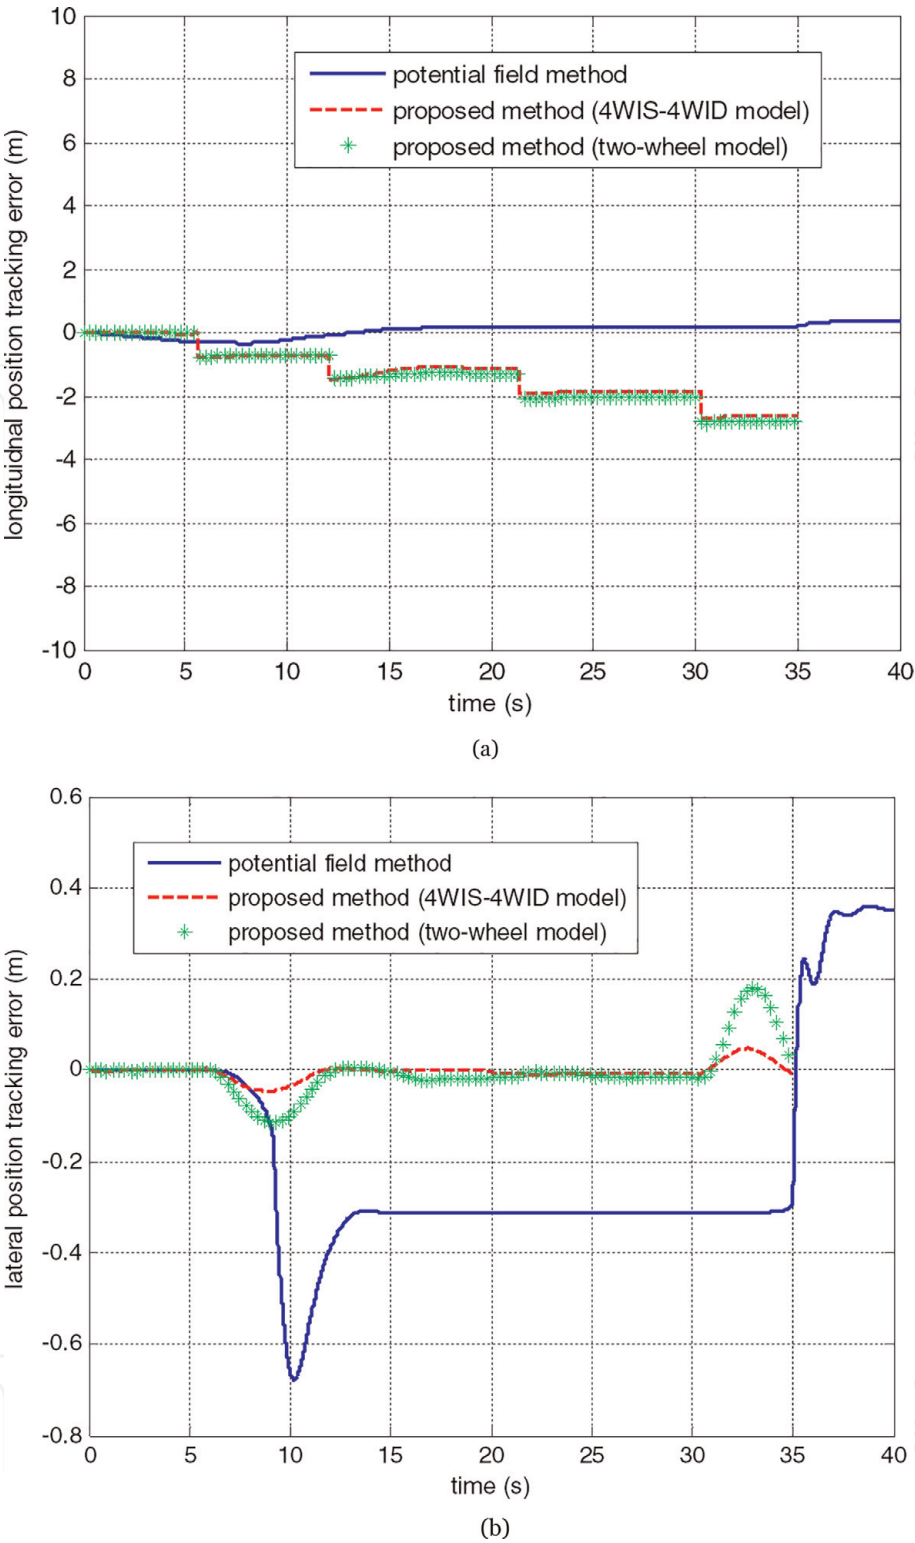 10
8
6
4
2
0
-2
-4
-6
-8
-10
longituidnal position tracking error (m)
potential field method
proposed method (4WIS-4WID model)
proposed method (two-wheel model)
0 5 10 15 20 25 30 35 40
time (s)
(a)
0.6
0.4
0.2
0
-0.2
-0.4
-0.6
-0.8
lateral position tracking error (m)
potential field method
proposed method (4WIS-4WID model)
proposed method (two-wheel model)
0 5 10 15 20 25 30 35 40
time (s)
(b)